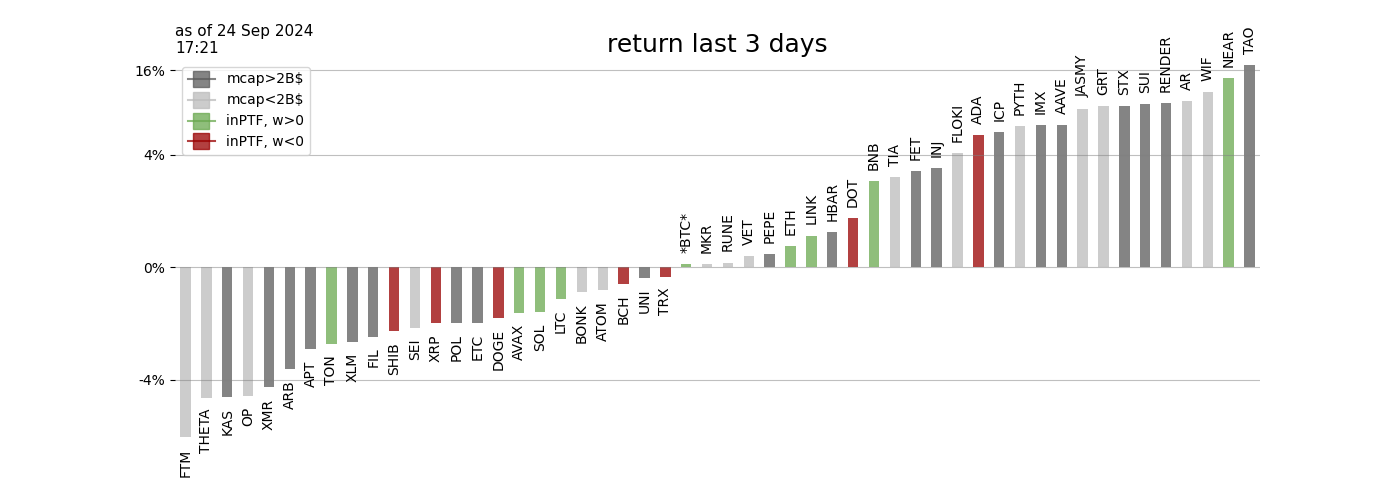 as of 24 Sep 2024
17:21
return last 3 days
mcap>2B$
mcap<2B$
inPTF, w>0
inPTF, w<0
16%
4%
0%
-4%
FTM
THETA
KAS
OP
XMR
ARB
APT
TON
XLM
FIL
SHIB
SEI
XRP
POL
ETC
DOGE
AVAX
SOL
LTC
BONK
ATOM
BCH
UNI
TRX
*BTC*
MKR
RUNE
VET
PEPE
ETH
LINK
HBAR
DOT
BNB
TIA
FET
INJ
FLOKI
ADA
ICP
PYTH
IMX
AAVE
JASMY
GRT
STX
SUI
RENDER
AR
WIF
NEAR
TAO